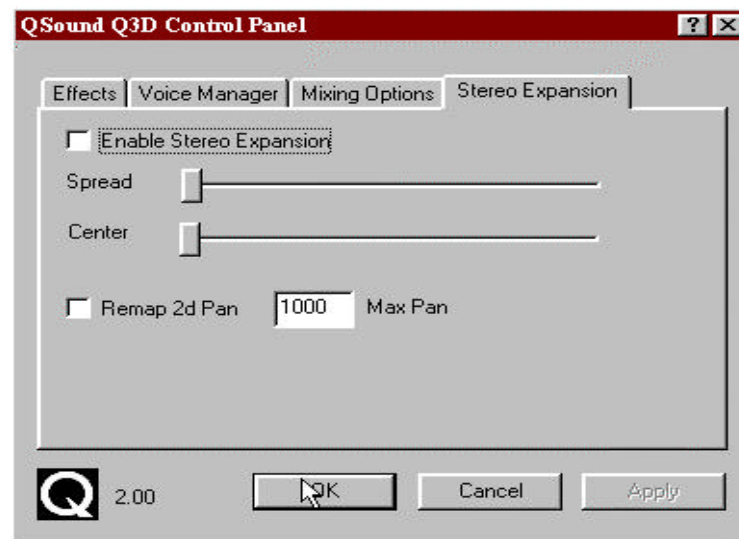 QSound Q3D Control Panel
Effects Voice Manager Mixing Options Stereo Expansion
Enable Stereo Expansion
Spread
Center
Remap 2d Pan 1000 Max Pan
Q 2.00 OK Cancel Apply